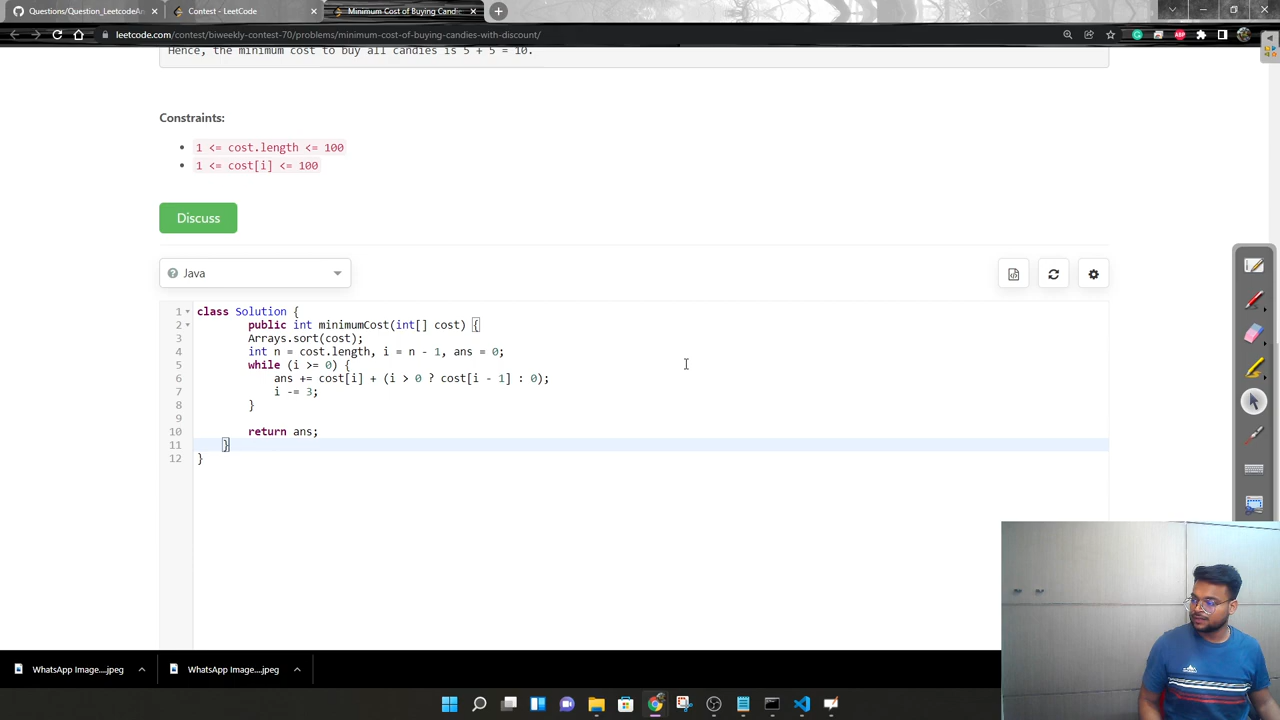 Questions/Question_LeetcodeAn
Contest - LeetCode
Minimum Cost of Buying Candie
leetcode.com/contest/biweekly-contest-70/problems/minimum-cost-of-buying-candies-with-discount/
Hence, the minimum cost to buy all candies is 5 + 5 = 10.
Constraints:
1 <= cost.length <= 100
1 <= cost[i] <= 100
Discuss
Java
1 class Solution {
2 public int minimumCost(int[] cost) {
3 Arrays.sort(cost);
4 int n = cost.length, i = n - 1, ans = 0;
5 while (i >= 0) {
6 ans += cost[i] + (i > 0 ? cost[i - 1] : 0);
7 i -= 3;
8 }
9
10 return ans;
11 }
12 }
WhatsApp Image....jpeg
WhatsApp Image....jpeg